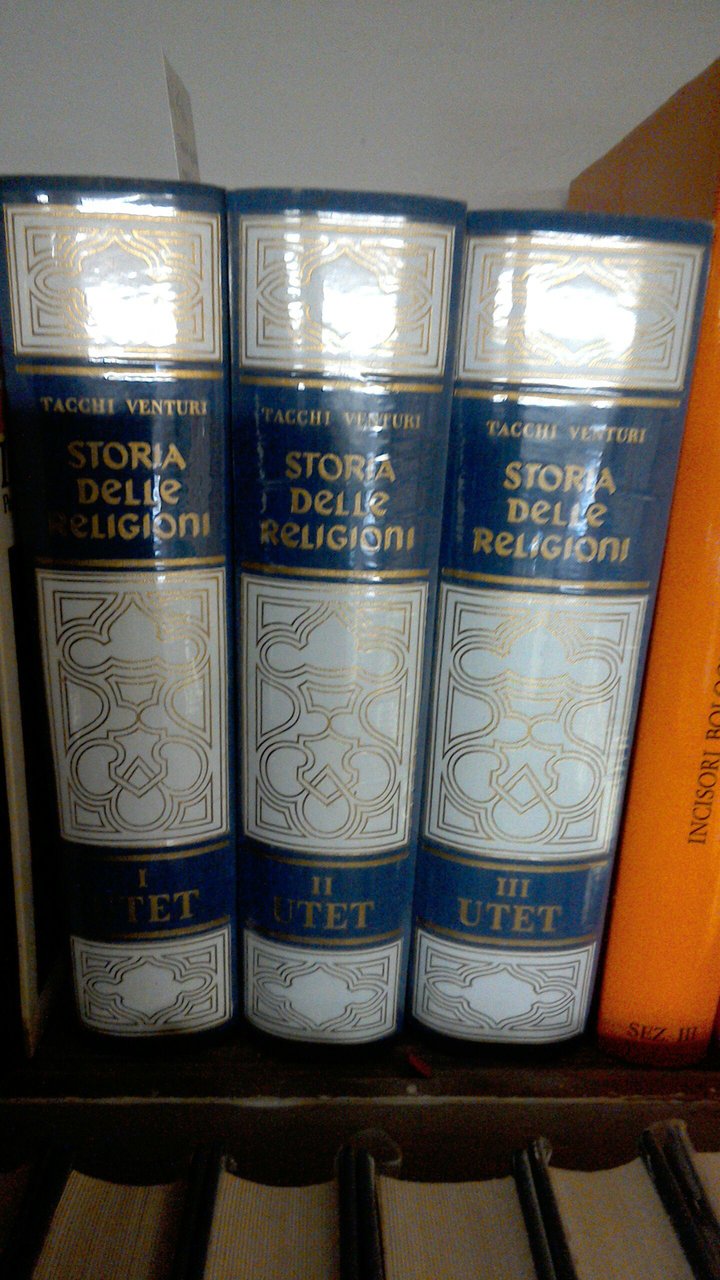 TACCHI VENTURI
STORIA
DELLE
RELIGIONI
I
UTET
TACCHI VENTURI
STORIA
DELLE
RELIGIONI
II
UTET
TACCHI VENTURI
STORIA
DELLE
RELIGIONI
III
UTET
INCISORI
SEZ. III